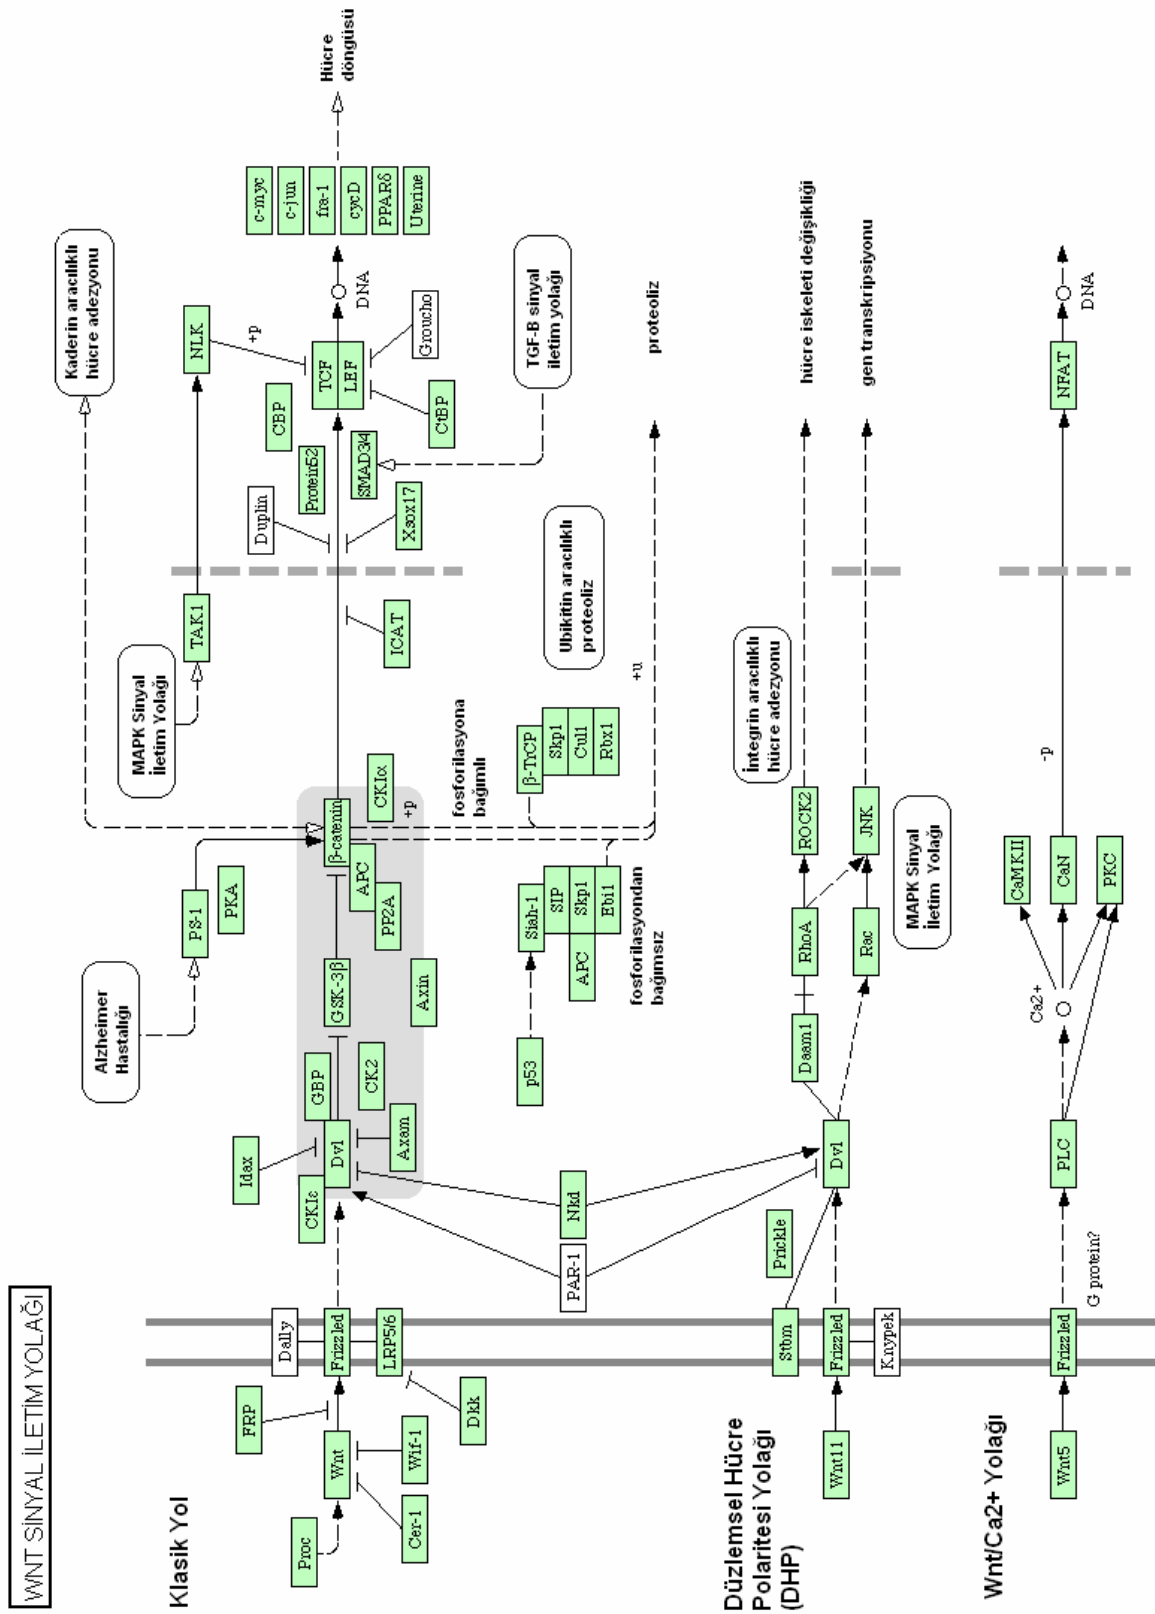 WNT SİNYAL İLETİM YOLAĞI
Klasik Yol
Alzheimer
Hastalığı
MAPK Sinyal
İletim Yolağı
Kaderin aracılıklı
hücre adezyonu
PS-1
PKA
TAK1
NLK
+p
Proc
Wnt
Cer-1
Wif-1
FRP
Dkk
Dally
Frizzled
LRP5/6
Idax
CKIε
Dvl
GBP
CK2
Axam
GSK-3β
Axin
β-catenin
APC
PP2A
CKIα
+p
ICAT
Duplin
Xsox17
Protein52
SMAD3/4
CBP
TCF
LEF
CtBP
Groucho
DNA
c-myc
c-jun
fra-1
cycD
PPARδ
Uterine
Hücre
döngüsü
TGF-B sinyal
iletim yolağı
fosforilasyona
bağımlı
p53
Siah-1
SIP
Skp1
Ebi1
APC
fosforilasyondan
bağımsız
β-TrCP
Skp1
Cul1
Rbx1
Ubikitin aracılıklı
proteoliz
+u
proteoliz
PAR-1
Nkd
Düzlemsel Hücre
Polaritesi Yolağı
(DHP)
Wnt11
Stbm
Frizzled
Knypek
Prickle
Dvl
Daam1
RhoA
Rac
ROCK2
JNK
İntegrin aracılıklı
hücre adezyonu
MAPK Sinyal
İletim Yolağı
hücre iskeleti değişikliği
gen transkripsiyonu
Wnt/Ca2+ Yolağı
Wnt5
Frizzled
G protein?
PLC
Ca2+
CaMKII
CaN
PKC
-p
NFAT
DNA